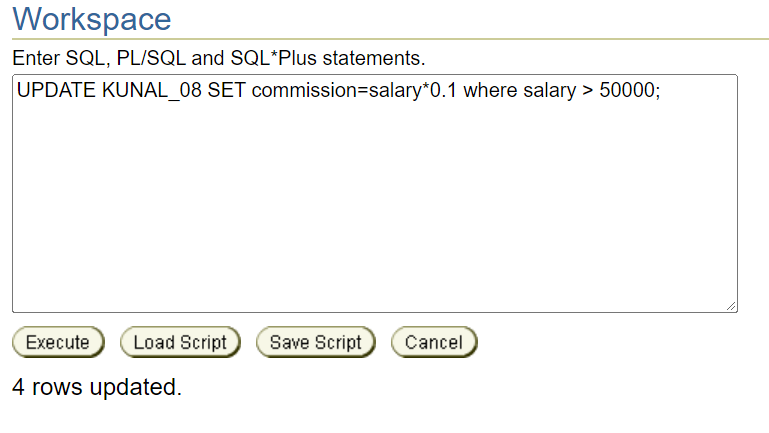 Workspace
Enter SQL, PL/SQL and SQL*Plus statements.
UPDATE KUNAL_08 SET commission=salary*0.1 where salary > 50000;
Execute Load Script Save Script Cancel
4 rows updated.